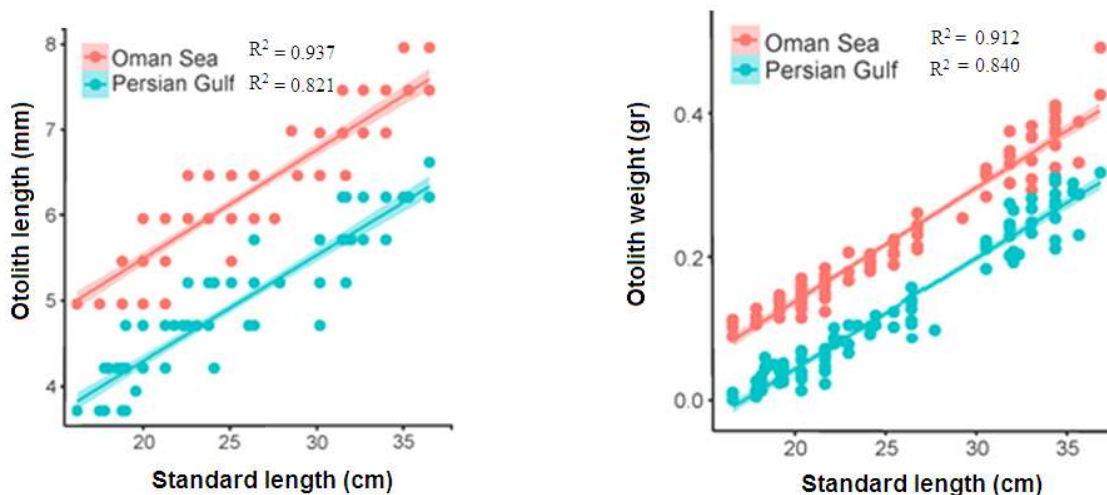 Oman Sea R² = 0.937
Persian Gulf R² = 0.821
Otolith length (mm)
8
7
6
5
4
20 25 30 35
Standard length (cm)
Oman Sea R² = 0.912
Persian Gulf R² = 0.840
Otolith weight (gr)
0.4
0.2
0.0
20 25 30 35
Standard length (cm)